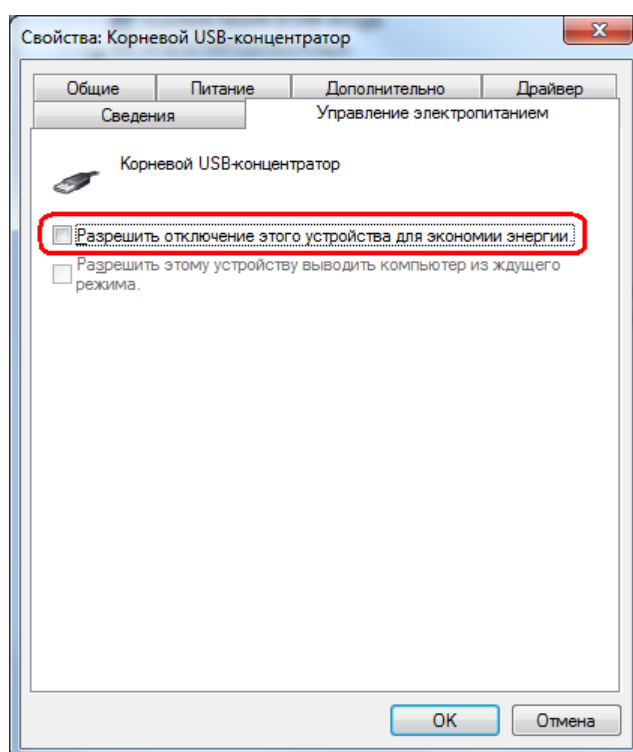 Свойства: Корневой USB-концентратор
Общие
Питание
Дополнительно
Драйвер
Сведения
Управление электропитанием
Корневой USB-концентратор
Разрешить отключение этого устройства для экономии энергии.
Разрешить этому устройству выводить компьютер из ждущего
режима.
OK
Отмена